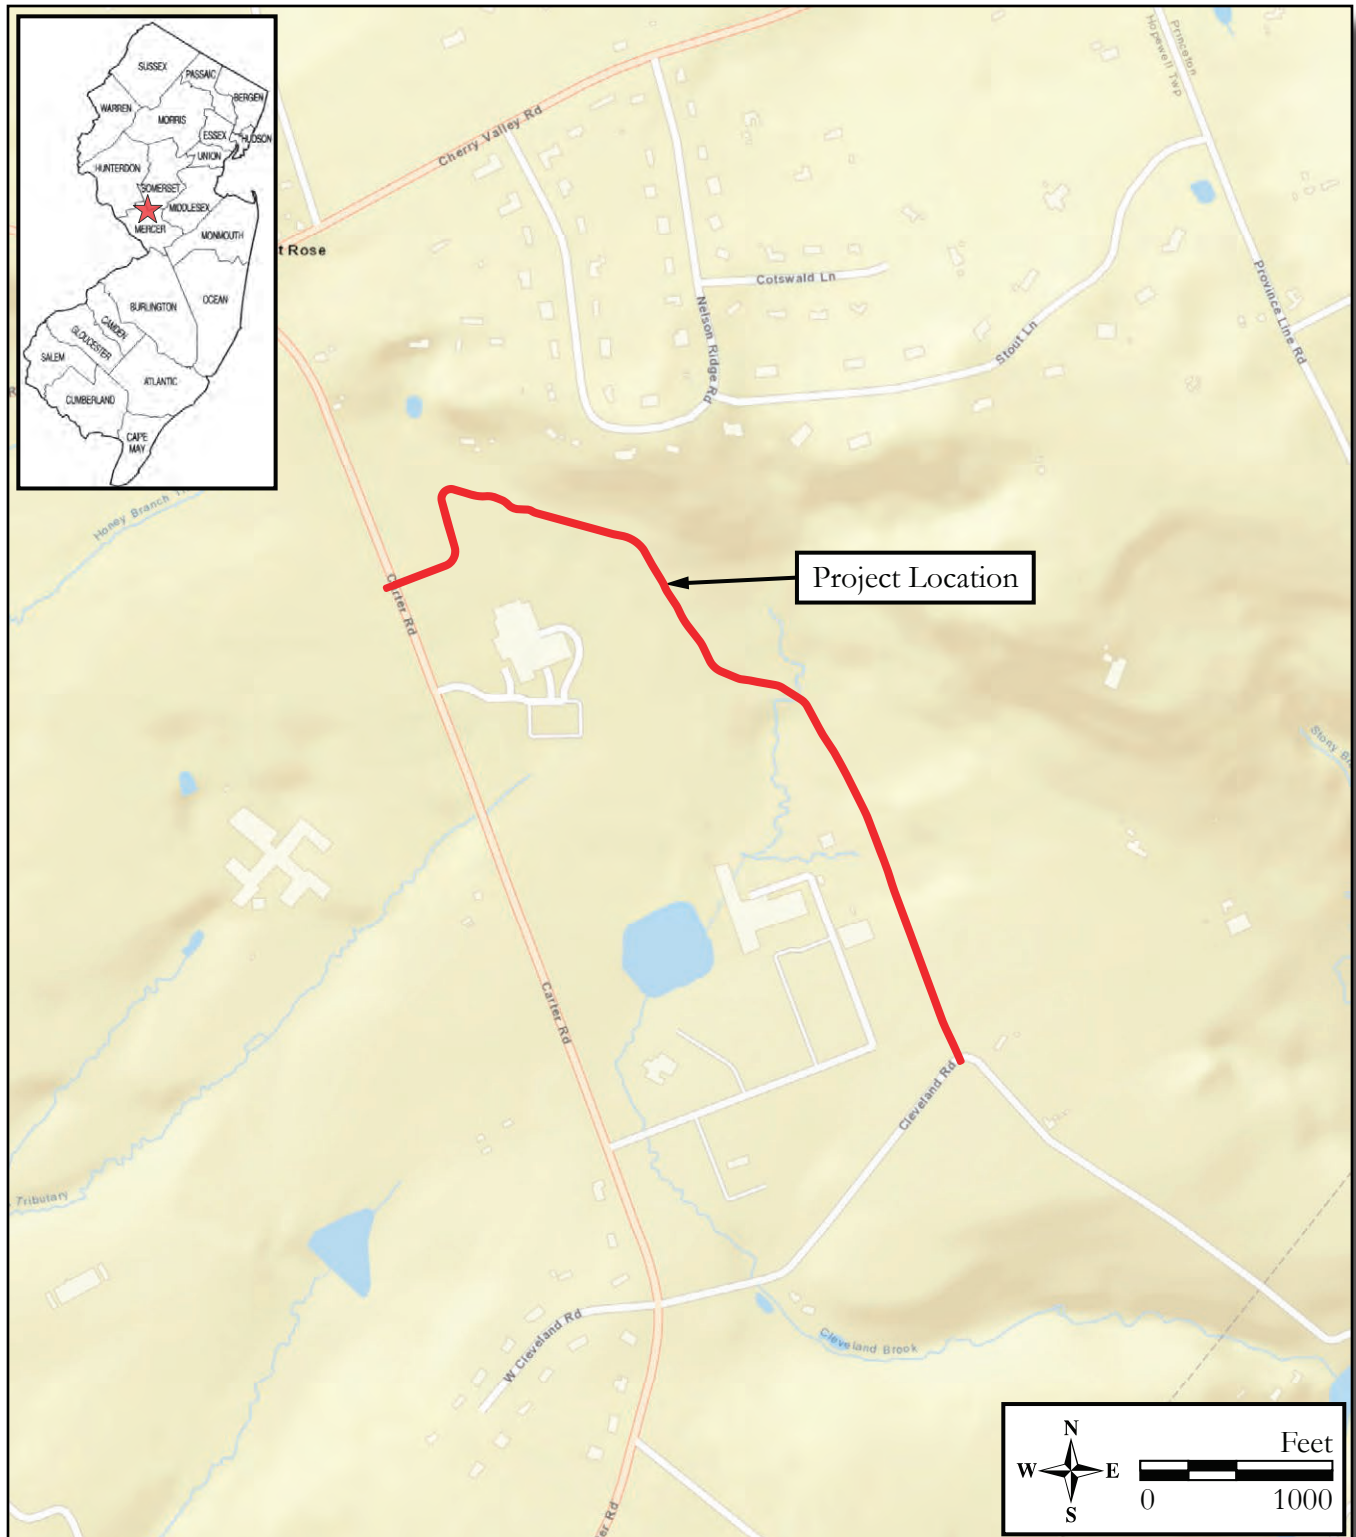 SUSSEX
PASSAIC
BERGEN
WARREN
MORRIS
ESSEX
HUDSON
UNION
HUNTERDON
SOMERSET
MIDDLESEX
MERCER
MONMOUTH
OCEAN
BURLINGTON
CAMDEN
GLOUCESTER
SALEM
ATLANTIC
CUMBERLAND
CAPE
MAY
Princeton
Hopewell Twp
Cherry Valley Rd
t Rose
Cotswald Ln
Nelson Ridge Rd
Stout Ln
Province Line Rd
Honey Branch
Carter Rd
Project Location
Stony
Carter Rd
Cleveland Rd
Tributary
W Cleveland Rd
Cleveland Brook
er Rd
N
W
E
S
Feet
0
1000